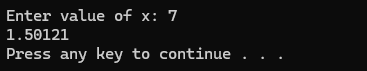 Enter value of x: 7
1.50121
Press any key to continue . . .